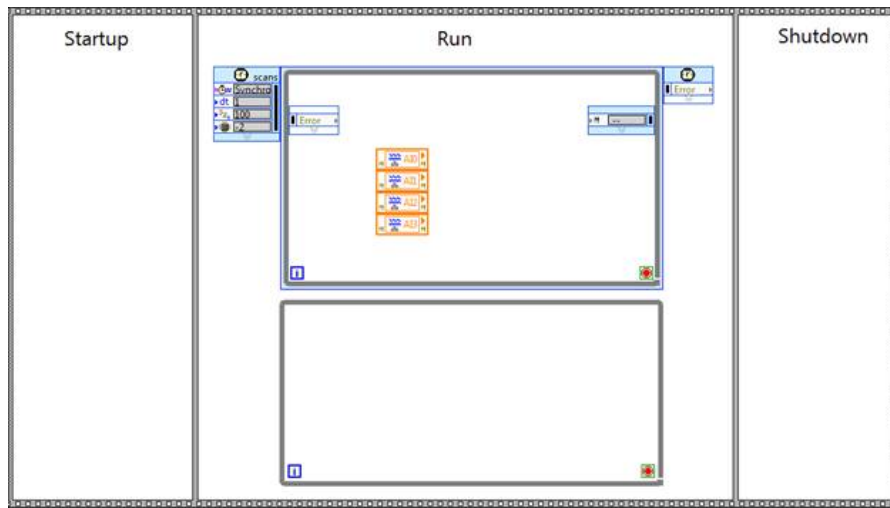 Startup
Run
Shutdown
scans
Synchro
dt 1
100
-2
Error
Error
--
AI0
AI1
AI2
AI3
i
i